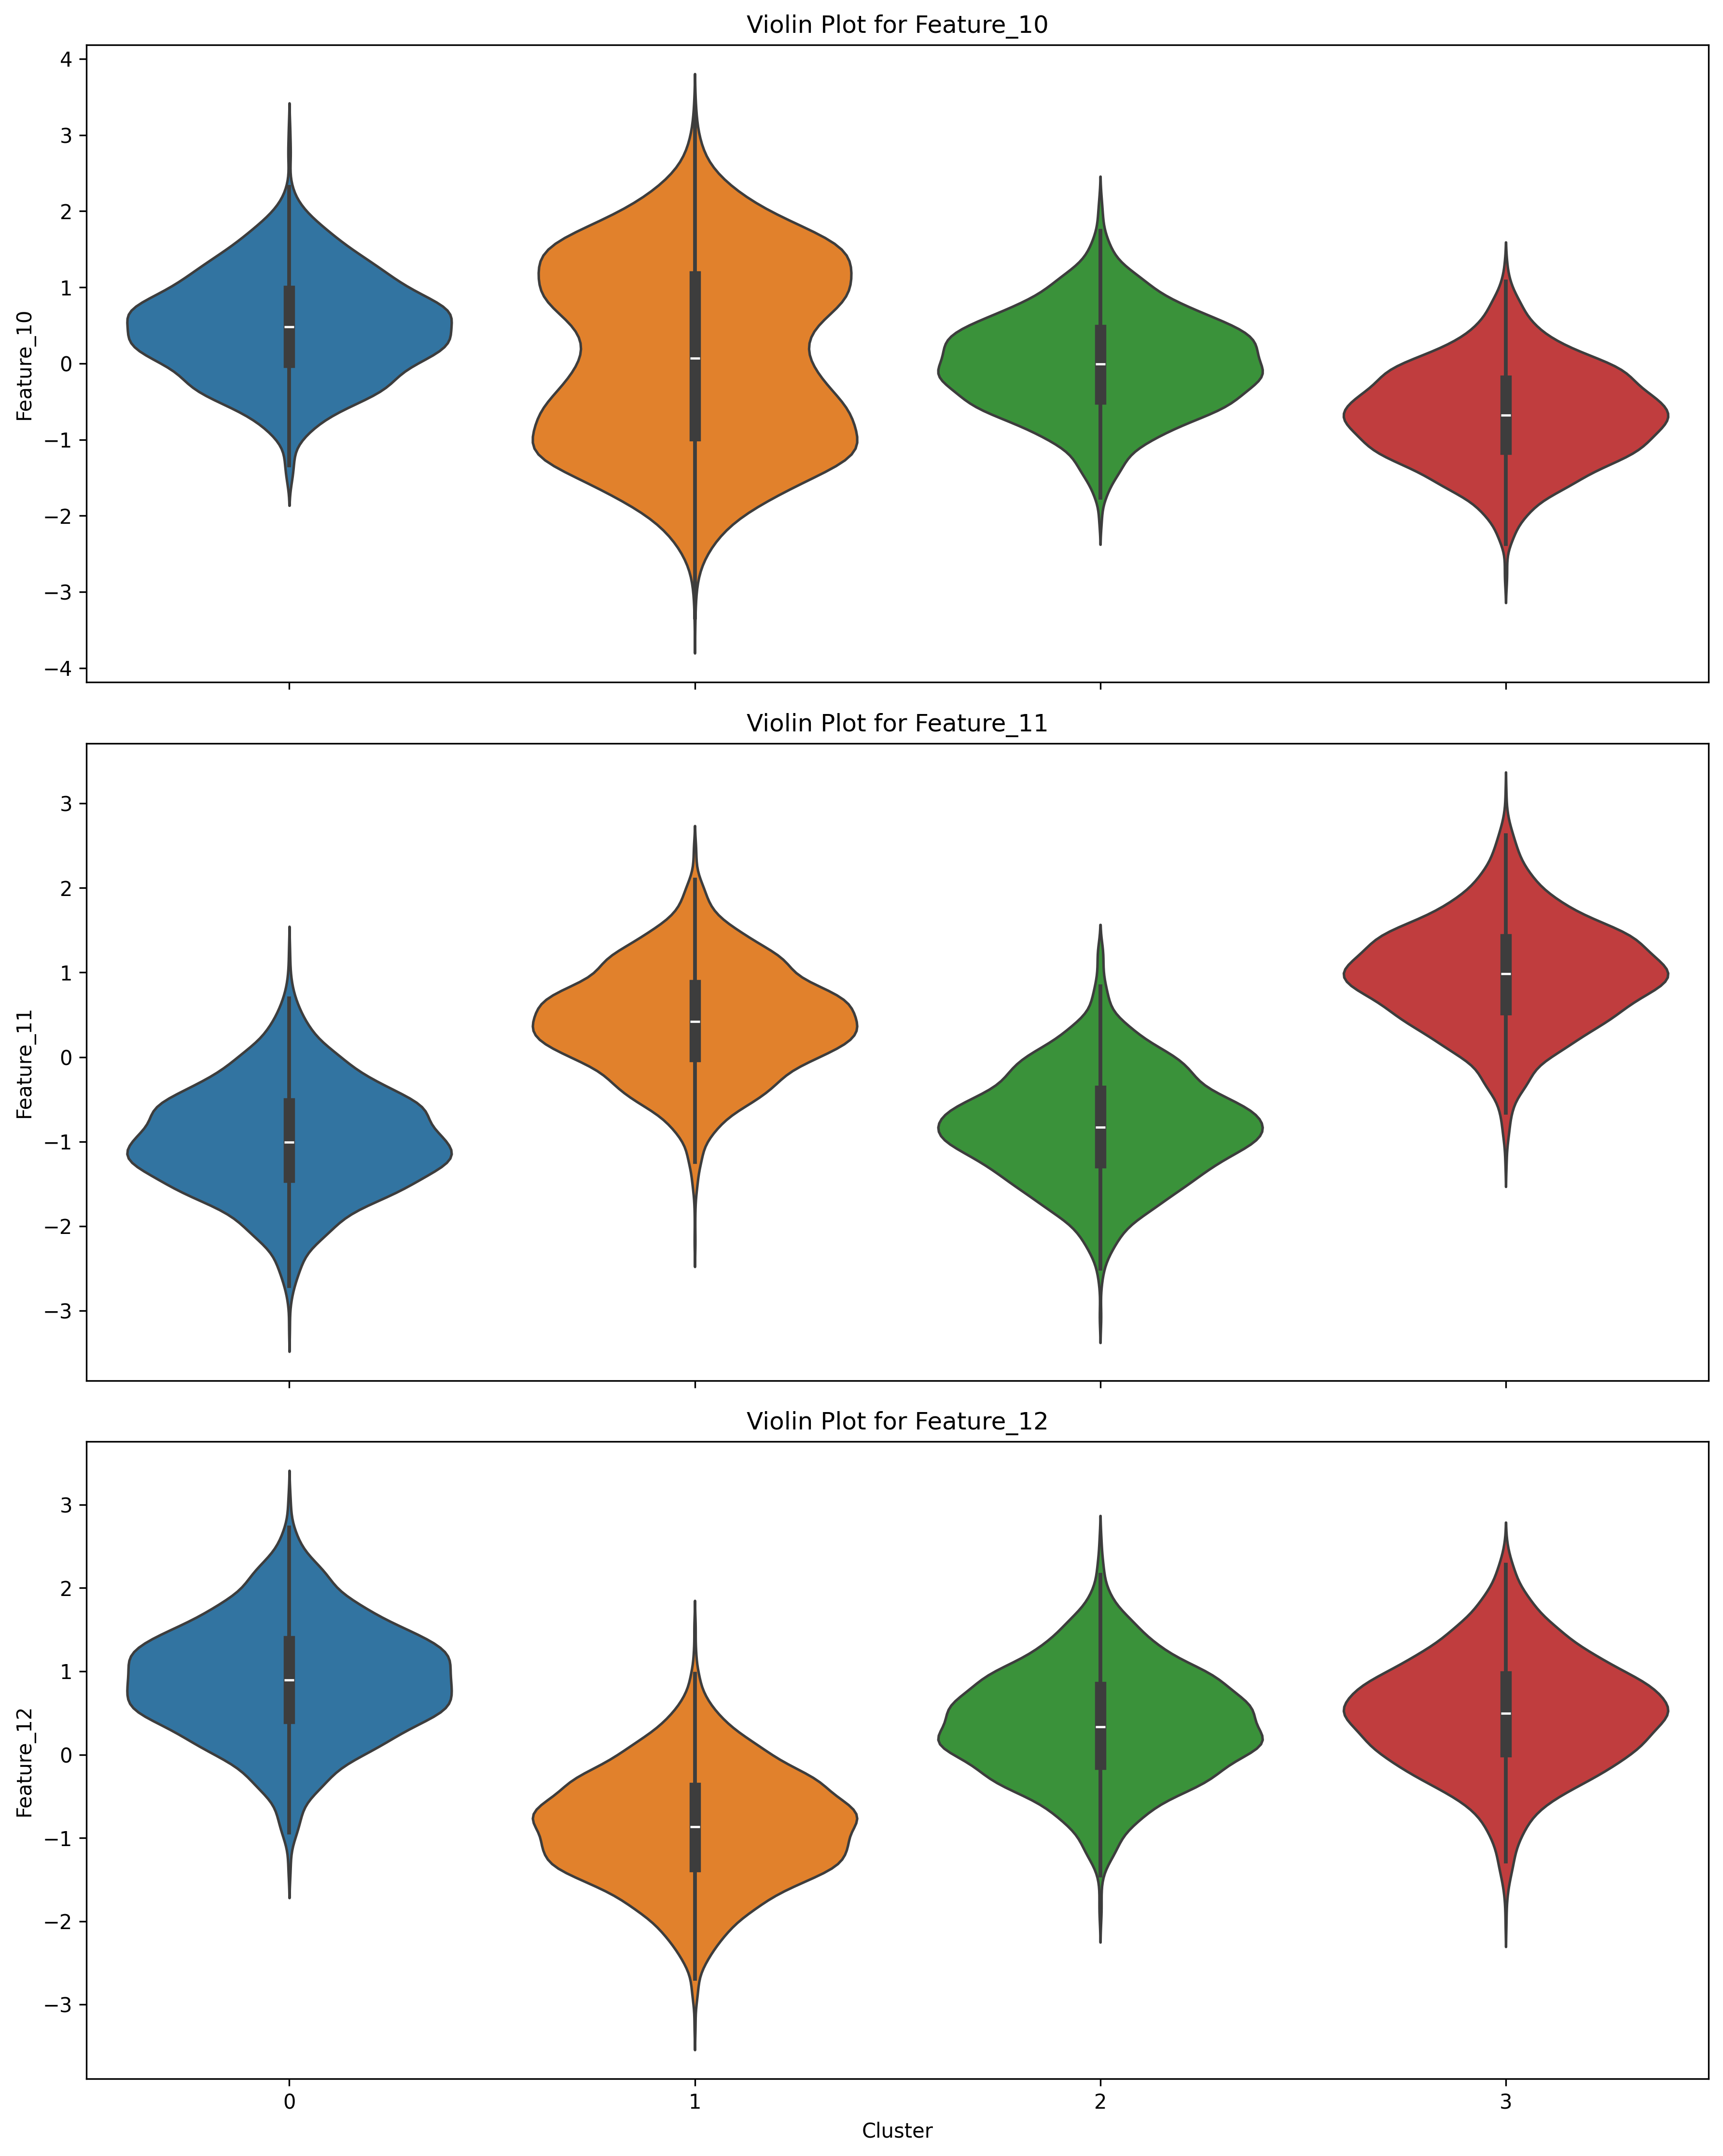 Violin Plot for Feature_10
4
3
2
1
0
−1
−2
−3
−4
Feature_10
Violin Plot for Feature_11
3
2
1
0
−1
−2
−3
Feature_11
Violin Plot for Feature_12
3
2
1
0
−1
−2
−3
Feature_12
0 1 2 3
Cluster